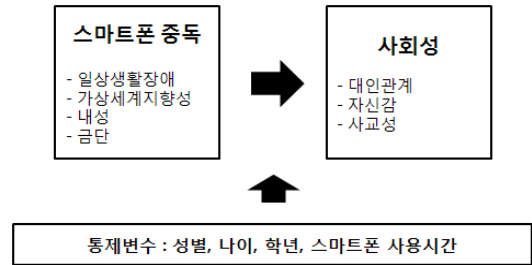 스마트폰 중독
- 일상생활장애
- 가상세계지향성
- 내성
- 금단
사회성
- 대인관계
- 자신감
- 사교성
통제변수 : 성별, 나이, 학년, 스마트폰 사용시간